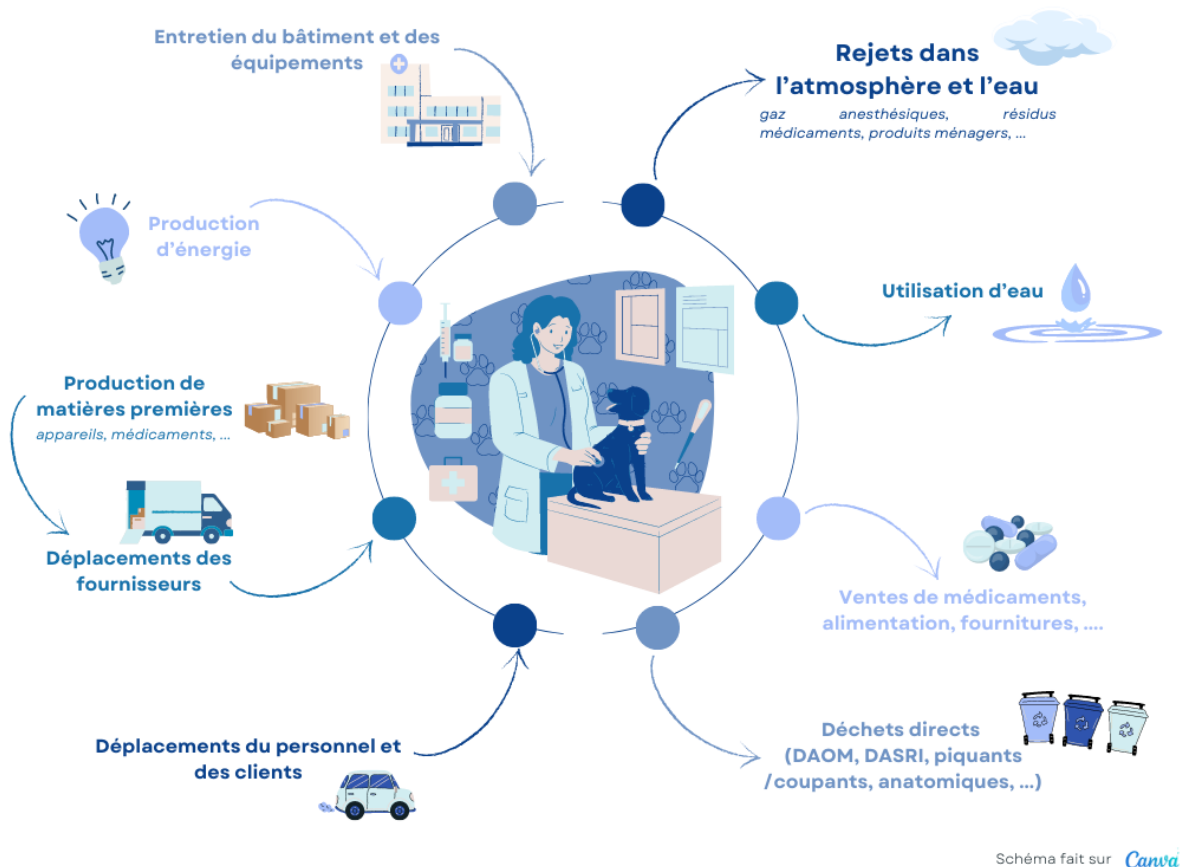 Entretien du bâtiment et des
équipements
Rejets dans
l'atmosphère et l'eau
gaz anesthésiques, résidus
médicaments, produits ménagers, ...
Production
d'énergie
Utilisation d'eau
Production de
matières premières
appareils, médicaments, ...
Déplacements des
fournisseurs
Ventes de médicaments,
alimentation, fournitures, ....
Déplacements du personnel et
des clients
Déchets directs
(DAOM, DASRI, piquants
/coupants, anatomiques, ...)
Schéma fait sur Canva